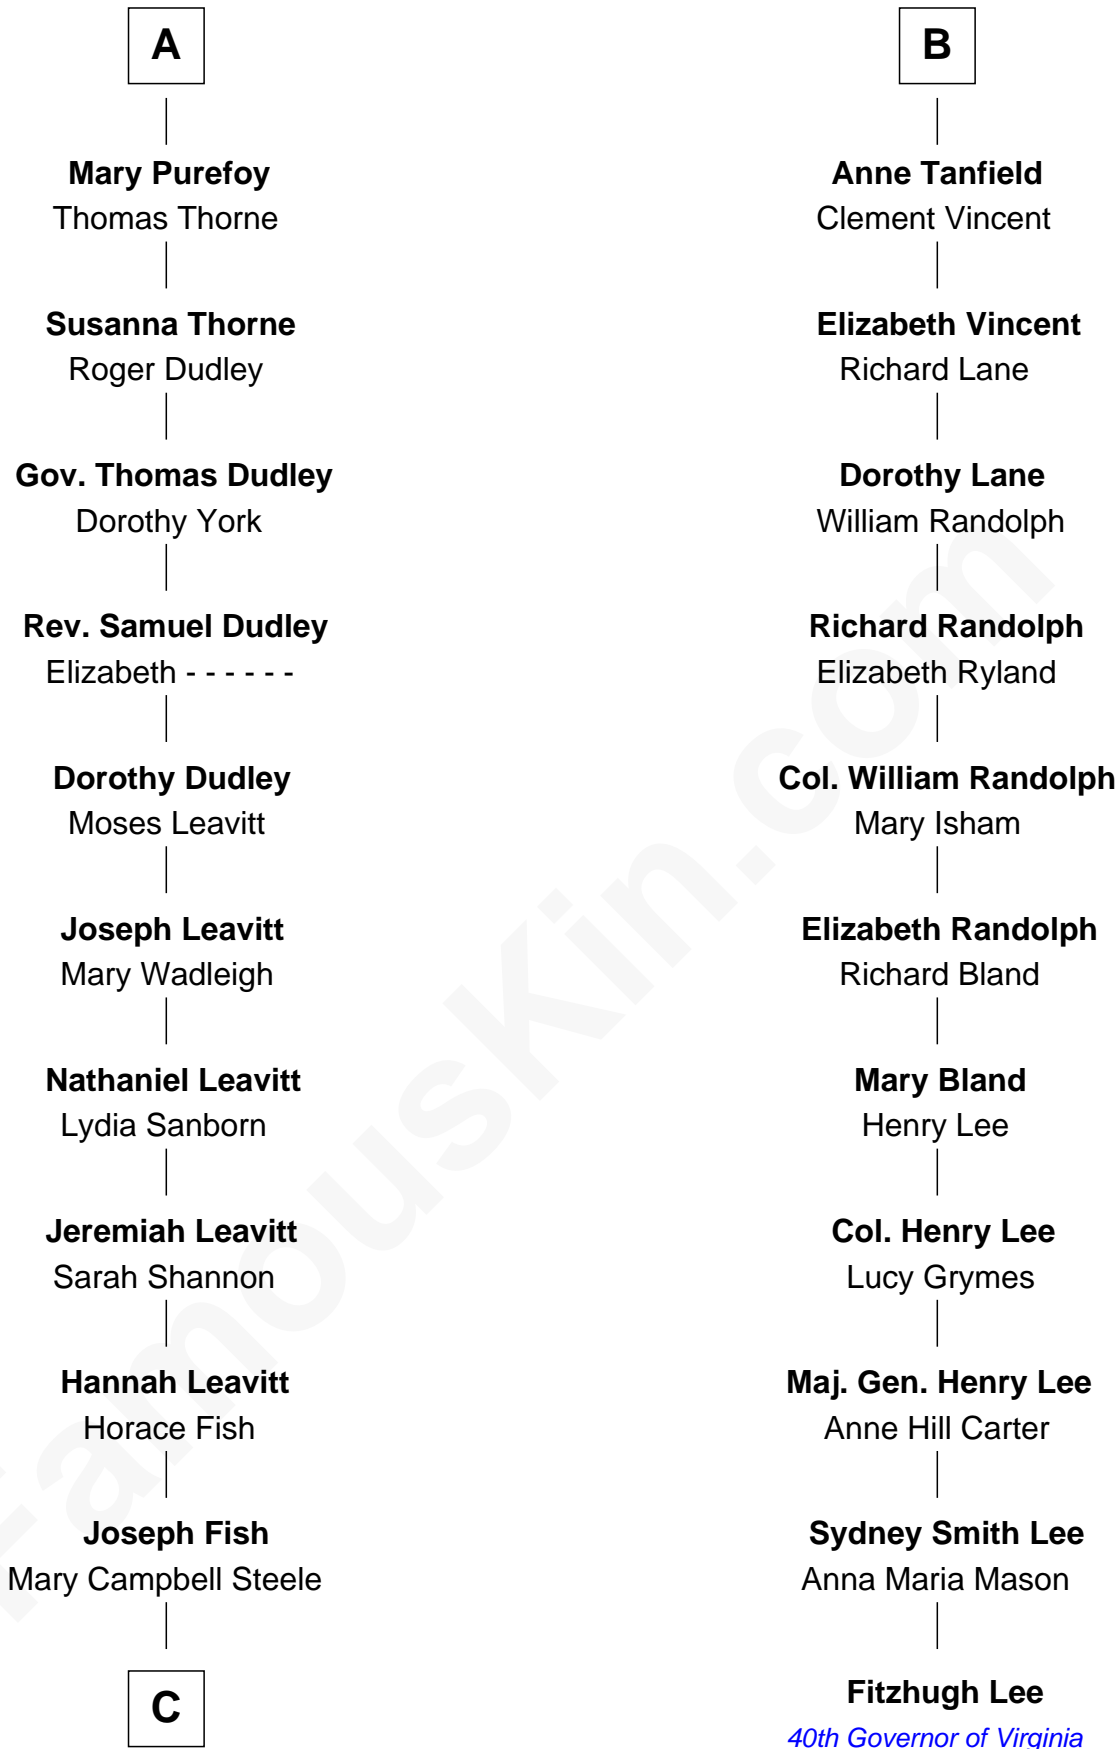 A
Mary Purefoy
Thomas Thorne
Susanna Thorne
Roger Dudley
Gov. Thomas Dudley
Dorothy York
Rev. Samuel Dudley
Elizabeth - - - - - -
Dorothy Dudley
Moses Leavitt
Joseph Leavitt
Mary Wadleigh
Nathaniel Leavitt
Lydia Sanborn
Jeremiah Leavitt
Sarah Shannon
Hannah Leavitt
Horace Fish
Joseph Fish
Mary Campbell Steele
C
B
Anne Tanfield
Clement Vincent
Elizabeth Vincent
Richard Lane
Dorothy Lane
William Randolph
Richard Randolph
Elizabeth Ryland
Col. William Randolph
Mary Isham
Elizabeth Randolph
Richard Bland
Mary Bland
Henry Lee
Col. Henry Lee
Lucy Grymes
Maj. Gen. Henry Lee
Anne Hill Carter
Sydney Smith Lee
Anna Maria Mason
Fitzhugh Lee
40th Governor of Virginia
FamousKin.com